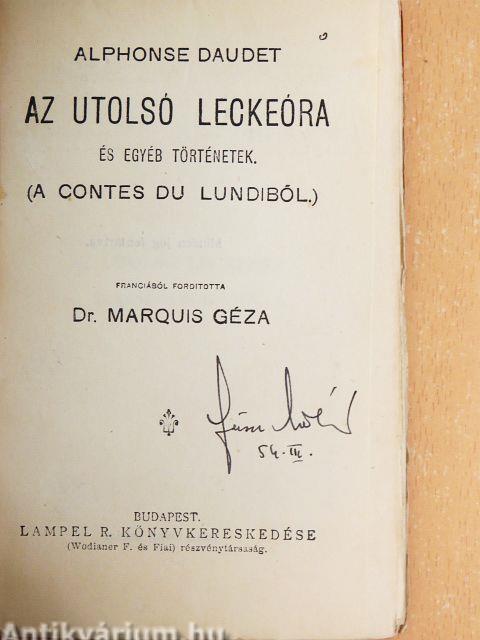 ALPHONSE DAUDET
AZ UTOLSÓ LECKEÓRA
ÉS EGYÉB TÖRTÉNETEK.
(A CONTES DU LUNDIBÓL.)
FRANCIÁBÓL FORDITOTTA
Dr. MARQUIS GÉZA
54. III.
BUDAPEST.
LAMPEL R. KÖNYVKERESKEDÉSE
(Wodianer F. és Fiai) részvénytársaság.
Antikvárium.hu